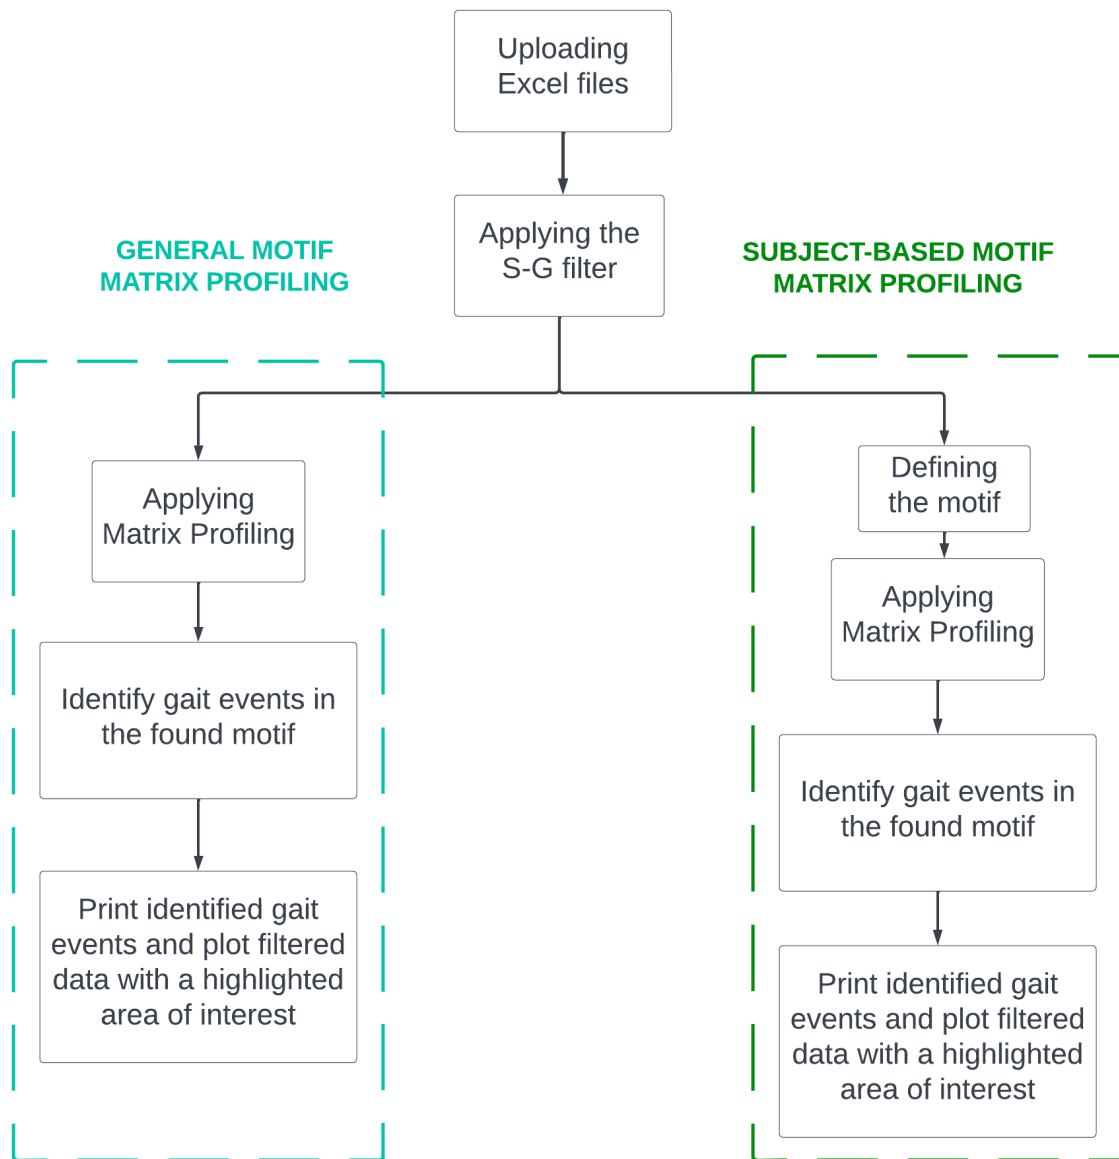 Uploading
Excel files
Applying the
S-G filter
GENERAL MOTIF
MATRIX PROFILING
SUBJECT-BASED MOTIF
MATRIX PROFILING
Applying
Matrix Profiling
Identify gait events in
the found motif
Print identified gait
events and plot filtered
data with a highlighted
area of interest
Defining
the motif
Applying
Matrix Profiling
Identify gait events in
the found motif
Print identified gait
events and plot filtered
data with a highlighted
area of interest